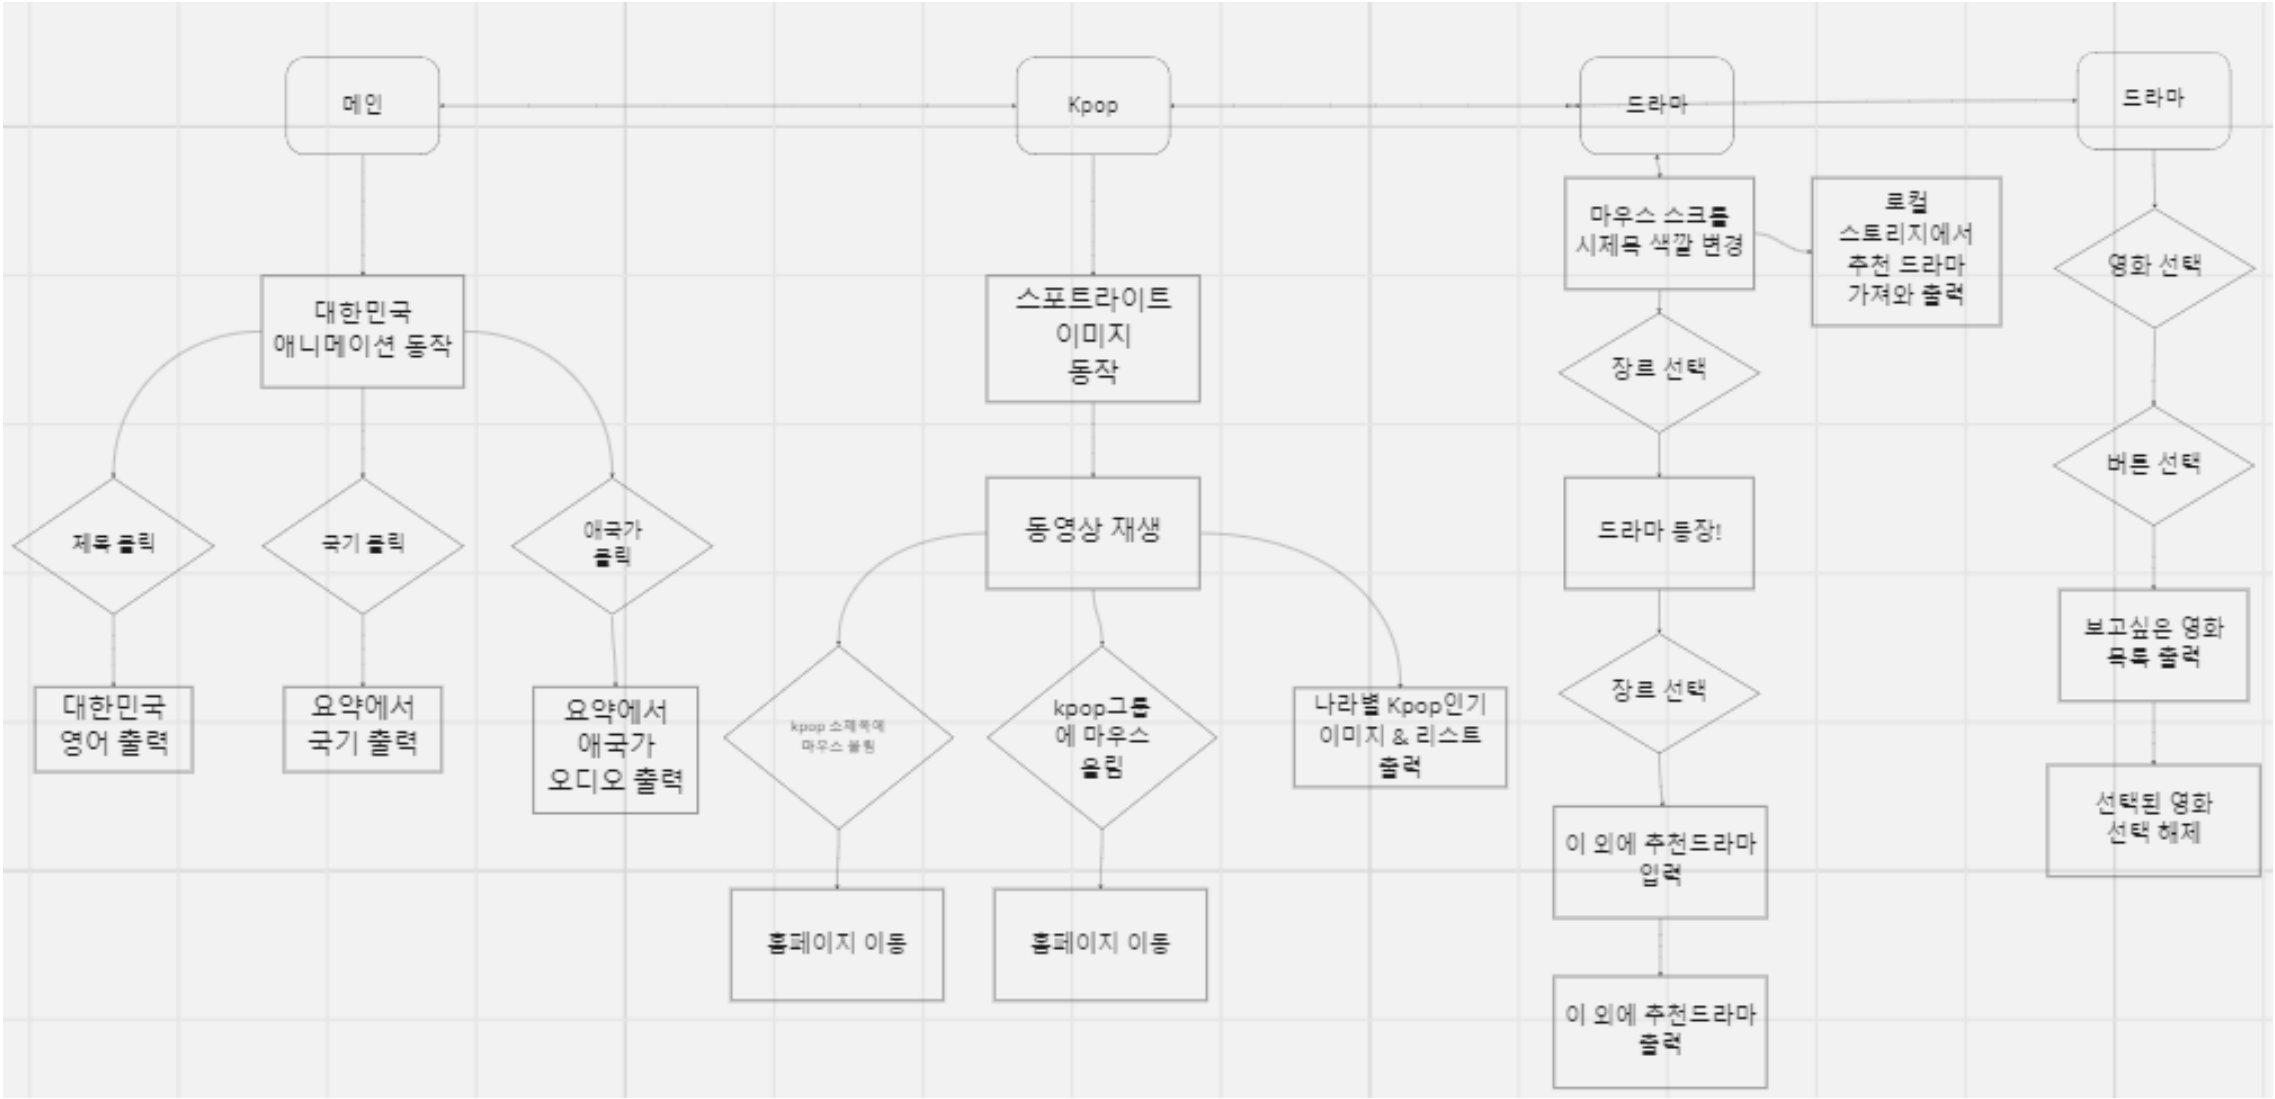 메인
Kpop
드라마
드라마
대한민국
애니메이션 동작
제목 클릭
국기 클릭
애국가
클릭
대한민국
영어 출력
요약에서
국기 출력
요약에서
애국가
오디오 출력
스포트라이트
이미지
동작
동영상 재생
kpop 소제목에
마우스 올림
kpop그룹
에 마우스
올림
나라별 Kpop인기
이미지 & 리스트
출력
홈페이지 이동
홈페이지 이동
마우스 스크롤
시제목 색깔 변경
로컬
스토리지에서
추천 드라마
가져와 출력
장르 선택
드라마 등장!
장르 선택
이 외에 추천드라마
입력
이 외에 추천드라마
출력
영화 선택
버튼 선택
보고싶은 영화
목록 출력
선택된 영화
선택 해제